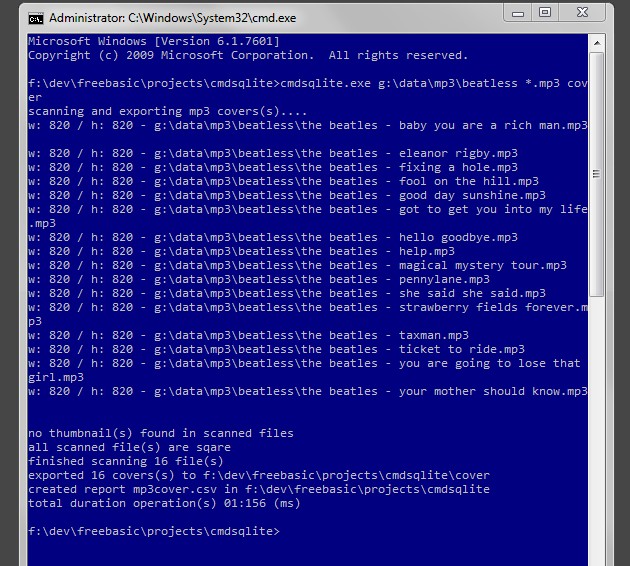 Administrator: C:\Windows\System32\cmd.exe
Microsoft Windows [Version 6.1.7601]
Copyright (c) 2009 Microsoft Corporation.  All rights reserved.
f:\dev\freebasic\projects\cmdsqlite>cmdsqlite.exe g:\data\mp3\beatless *.mp3 cov
er
scanning and exporting mp3 covers(s)....
w: 820 / h: 820 - g:\data\mp3\beatless\the beatles - baby you are a rich man.mp3
w: 820 / h: 820 - g:\data\mp3\beatless\the beatles - eleanor rigby.mp3
w: 820 / h: 820 - g:\data\mp3\beatless\the beatles - fixing a hole.mp3
w: 820 / h: 820 - g:\data\mp3\beatless\the beatles - fool on the hill.mp3
w: 820 / h: 820 - g:\data\mp3\beatless\the beatles - good day sunshine.mp3
w: 820 / h: 820 - g:\data\mp3\beatless\the beatles - got to get you into my life
.mp3
w: 820 / h: 820 - g:\data\mp3\beatless\the beatles - hello goodbye.mp3
w: 820 / h: 820 - g:\data\mp3\beatless\the beatles - help.mp3
w: 820 / h: 820 - g:\data\mp3\beatless\the beatles - magical mystery tour.mp3
w: 820 / h: 820 - g:\data\mp3\beatless\the beatles - pennylane.mp3
w: 820 / h: 820 - g:\data\mp3\beatless\the beatles - she said she said.mp3
w: 820 / h: 820 - g:\data\mp3\beatless\the beatles - strawberry fields forever.m
p3
w: 820 / h: 820 - g:\data\mp3\beatless\the beatles - taxman.mp3
w: 820 / h: 820 - g:\data\mp3\beatless\the beatles - ticket to ride.mp3
w: 820 / h: 820 - g:\data\mp3\beatless\the beatles - you are going to lose that
girl.mp3
w: 820 / h: 820 - g:\data\mp3\beatless\the beatles - your mother should know.mp3
no thumbnail(s) found in scanned files
all scanned file(s) are sqare
finished scanning 16 file(s)
exported 16 covers(s) to f:\dev\freebasic\projects\cmdsqlite\cover
created report mp3cover.csv in f:\dev\freebasic\projects\cmdsqlite
total duration operation(s) 01:156 (ms)
f:\dev\freebasic\projects\cmdsqlite>